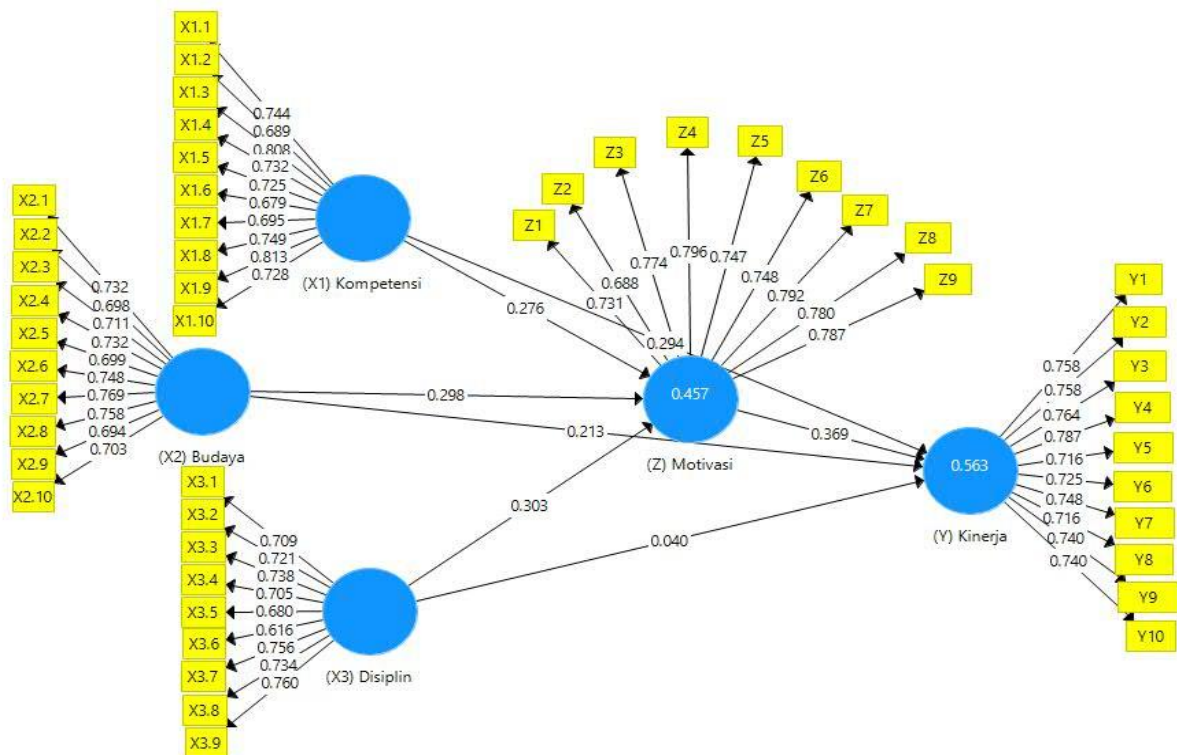 X1.1
X1.2
X1.3
X1.4
X1.5
X1.6
X1.7
X1.8
X1.9
X1.10
0.744
0.689
0.808
0.732
0.725
0.679
0.695
0.749
0.813
0.728
(X1) Kompetensi
X2.1
X2.2
X2.3
X2.4
X2.5
X2.6
X2.7
X2.8
X2.9
X2.10
0.732
0.698
0.711
0.732
0.699
0.748
0.769
0.758
0.694
0.703
(X2) Budaya
X3.1
X3.2
X3.3
X3.4
X3.5
X3.6
X3.7
X3.8
X3.9
0.709
0.721
0.738
0.705
0.680
0.616
0.756
0.734
0.760
(X3) Disiplin
0.276
0.294
0.298
0.213
0.303
0.040
0.369
Z1
Z2
Z3
Z4
Z5
Z6
Z7
Z8
Z9
0.731
0.688
0.774
0.796
0.747
0.748
0.792
0.780
0.787
0.457
(Z) Motivasi
Y1
Y2
Y3
Y4
Y5
Y6
Y7
Y8
Y9
Y10
0.758
0.758
0.764
0.787
0.716
0.725
0.748
0.716
0.740
0.740
0.563
(Y) Kinerja